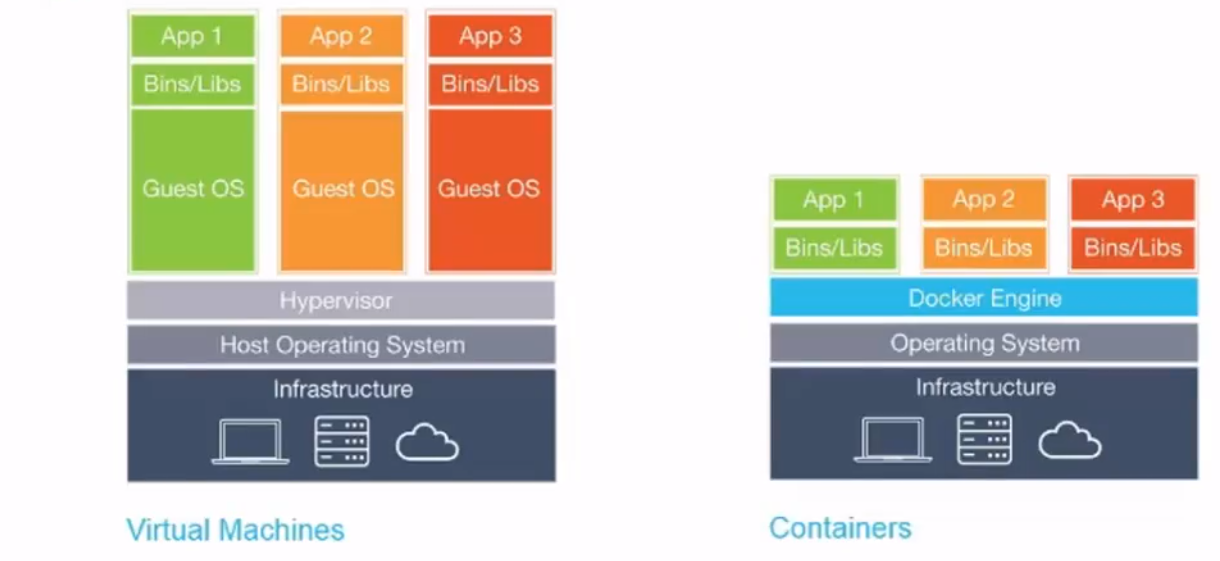 App 1
App 2
App 3
Bins/Libs
Bins/Libs
Bins/Libs
Guest OS
Guest OS
Guest OS
Hypervisor
Host Operating System
Infrastructure
Virtual Machines
App 1
App 2
App 3
Bins/Libs
Bins/Libs
Bins/Libs
Docker Engine
Operating System
Infrastructure
Containers